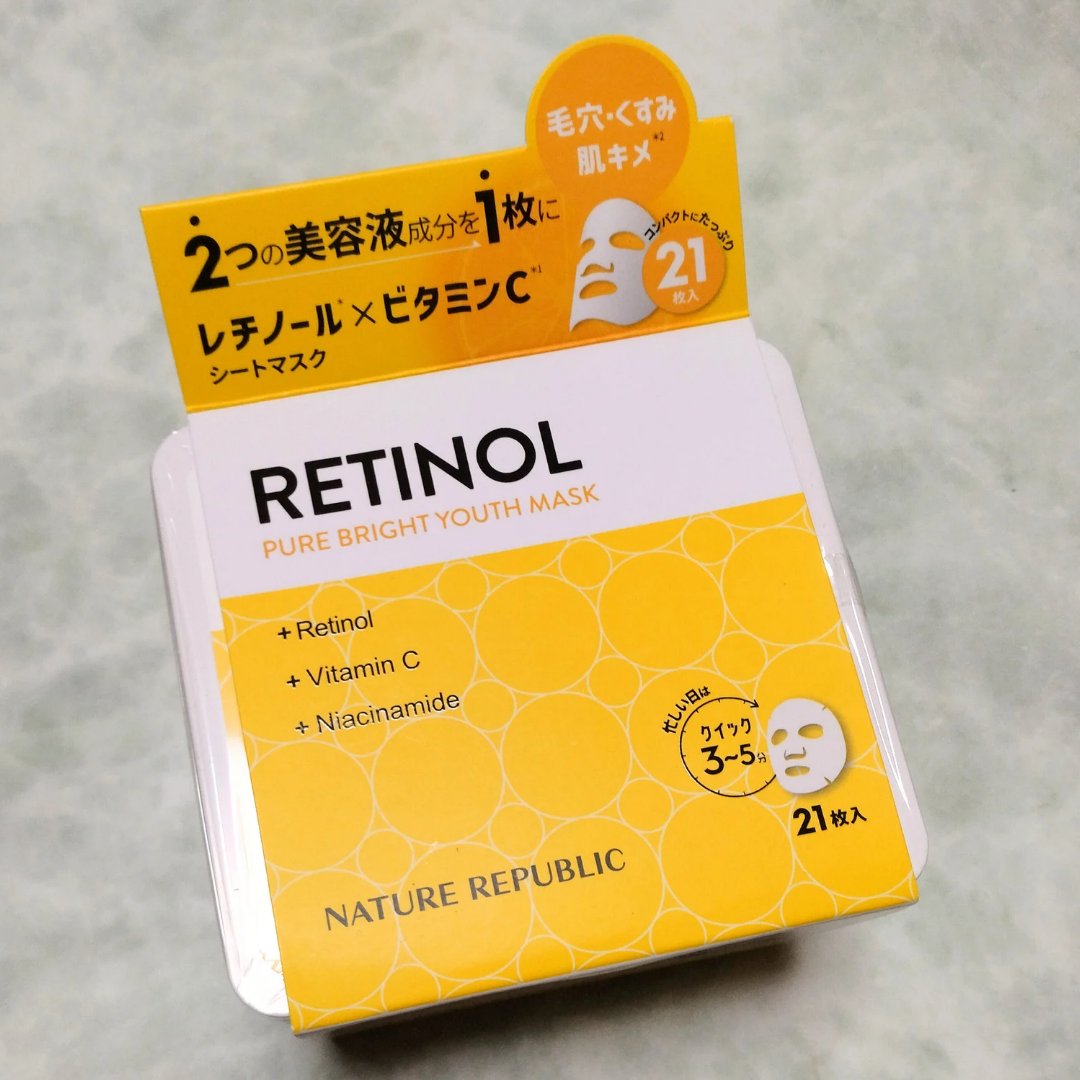 毛穴・くすみ
肌キメ*2
2つの美容液成分を1枚に
レチノール*×ビタミンC*1
シートマスク
コンパクトにたっぷり
21
枚入
RETINOL
PURE BRIGHT YOUTH MASK
+Retinol
+ Vitamin C
+ Niacinamide
忙しい日は
クイック
3~5分
21枚入
NATURE REPUBLIC